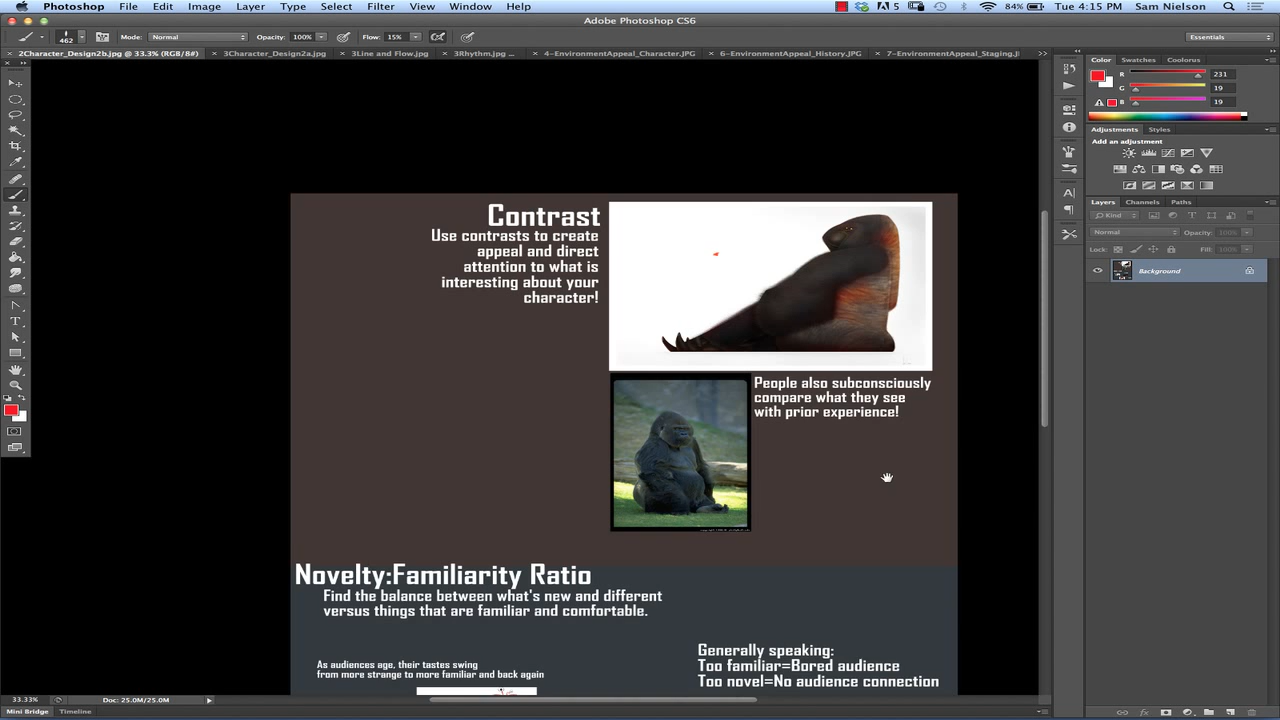 Photoshop File Edit Image Layer Type Select Filter View Window Help
5 84% Tue 4:15 PM Sam Nielson
Adobe Photoshop CS6
462 Mode: Normal Opacity: 100% Flow: 15% Essentials
2Character_Design2b.jpg @ 33.3% (RGB/8#) 3Character_Design2a.jpg 3Line and Flow.jpg 3Rhythm.jpg ... 4-EnvironmentAppeal_Character.JPG 6-EnvironmentAppeal_History.JPG 7-EnvironmentAppeal_Staging.J
Color Swatches Coolorus
R 231
G 19
B 19
Adjustments Styles
Add an adjustment
Layers Channels Paths
Kind
Normal Opacity: 100%
Lock: Fill: 100%
Background
Contrast
Use contrasts to create
appeal and direct
attention to what is
interesting about your
character!
People also subconsciously
compare what they see
with prior experience!
Novelty:Familiarity Ratio
Find the balance between what's new and different
versus things that are familiar and comfortable.
As audiences age, their tastes swing
from more strange to more familiar and back again
Generally speaking:
Too familiar=Bored audience
Too novel=No audience connection
33.33% Doc: 25.0M/25.0M
Mini Bridge Timeline